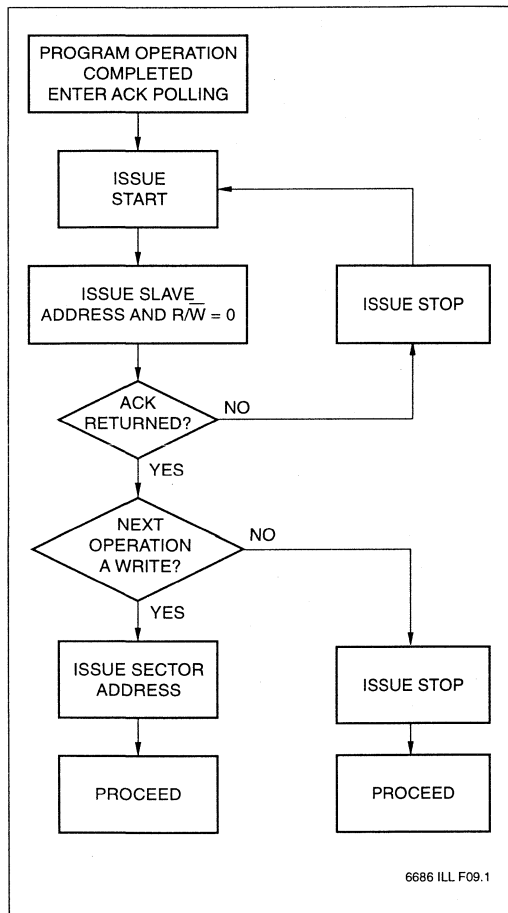 PROGRAM OPERATION
COMPLETED
ENTER ACK POLLING
ISSUE
START
ISSUE SLAVE
ADDRESS AND R/W̅ = 0
ISSUE STOP
ACK
RETURNED?
NO
YES
NEXT
OPERATION
A WRITE?
NO
YES
ISSUE SECTOR
ADDRESS
ISSUE STOP
PROCEED
PROCEED
6686 ILL F09.1